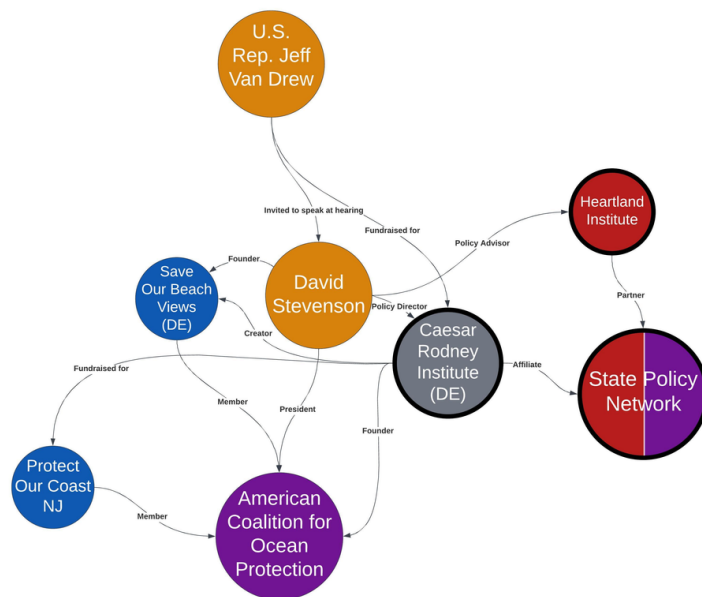 U.S.
Rep. Jeff
Van Drew
Heartland
Institute
Invited to speak at hearing
Fundraised for
Policy Advisor
Founder
Save
Our Beach
Views
(DE)
David
Stevenson
Policy Director
Partner
Creator
Caesar
Rodney
Institute
(DE)
Affiliate
State Policy
Network
Fundraised for
Member
President
Founder
Protect
Our Coast
NJ
Member
American
Coalition for
Ocean
Protection